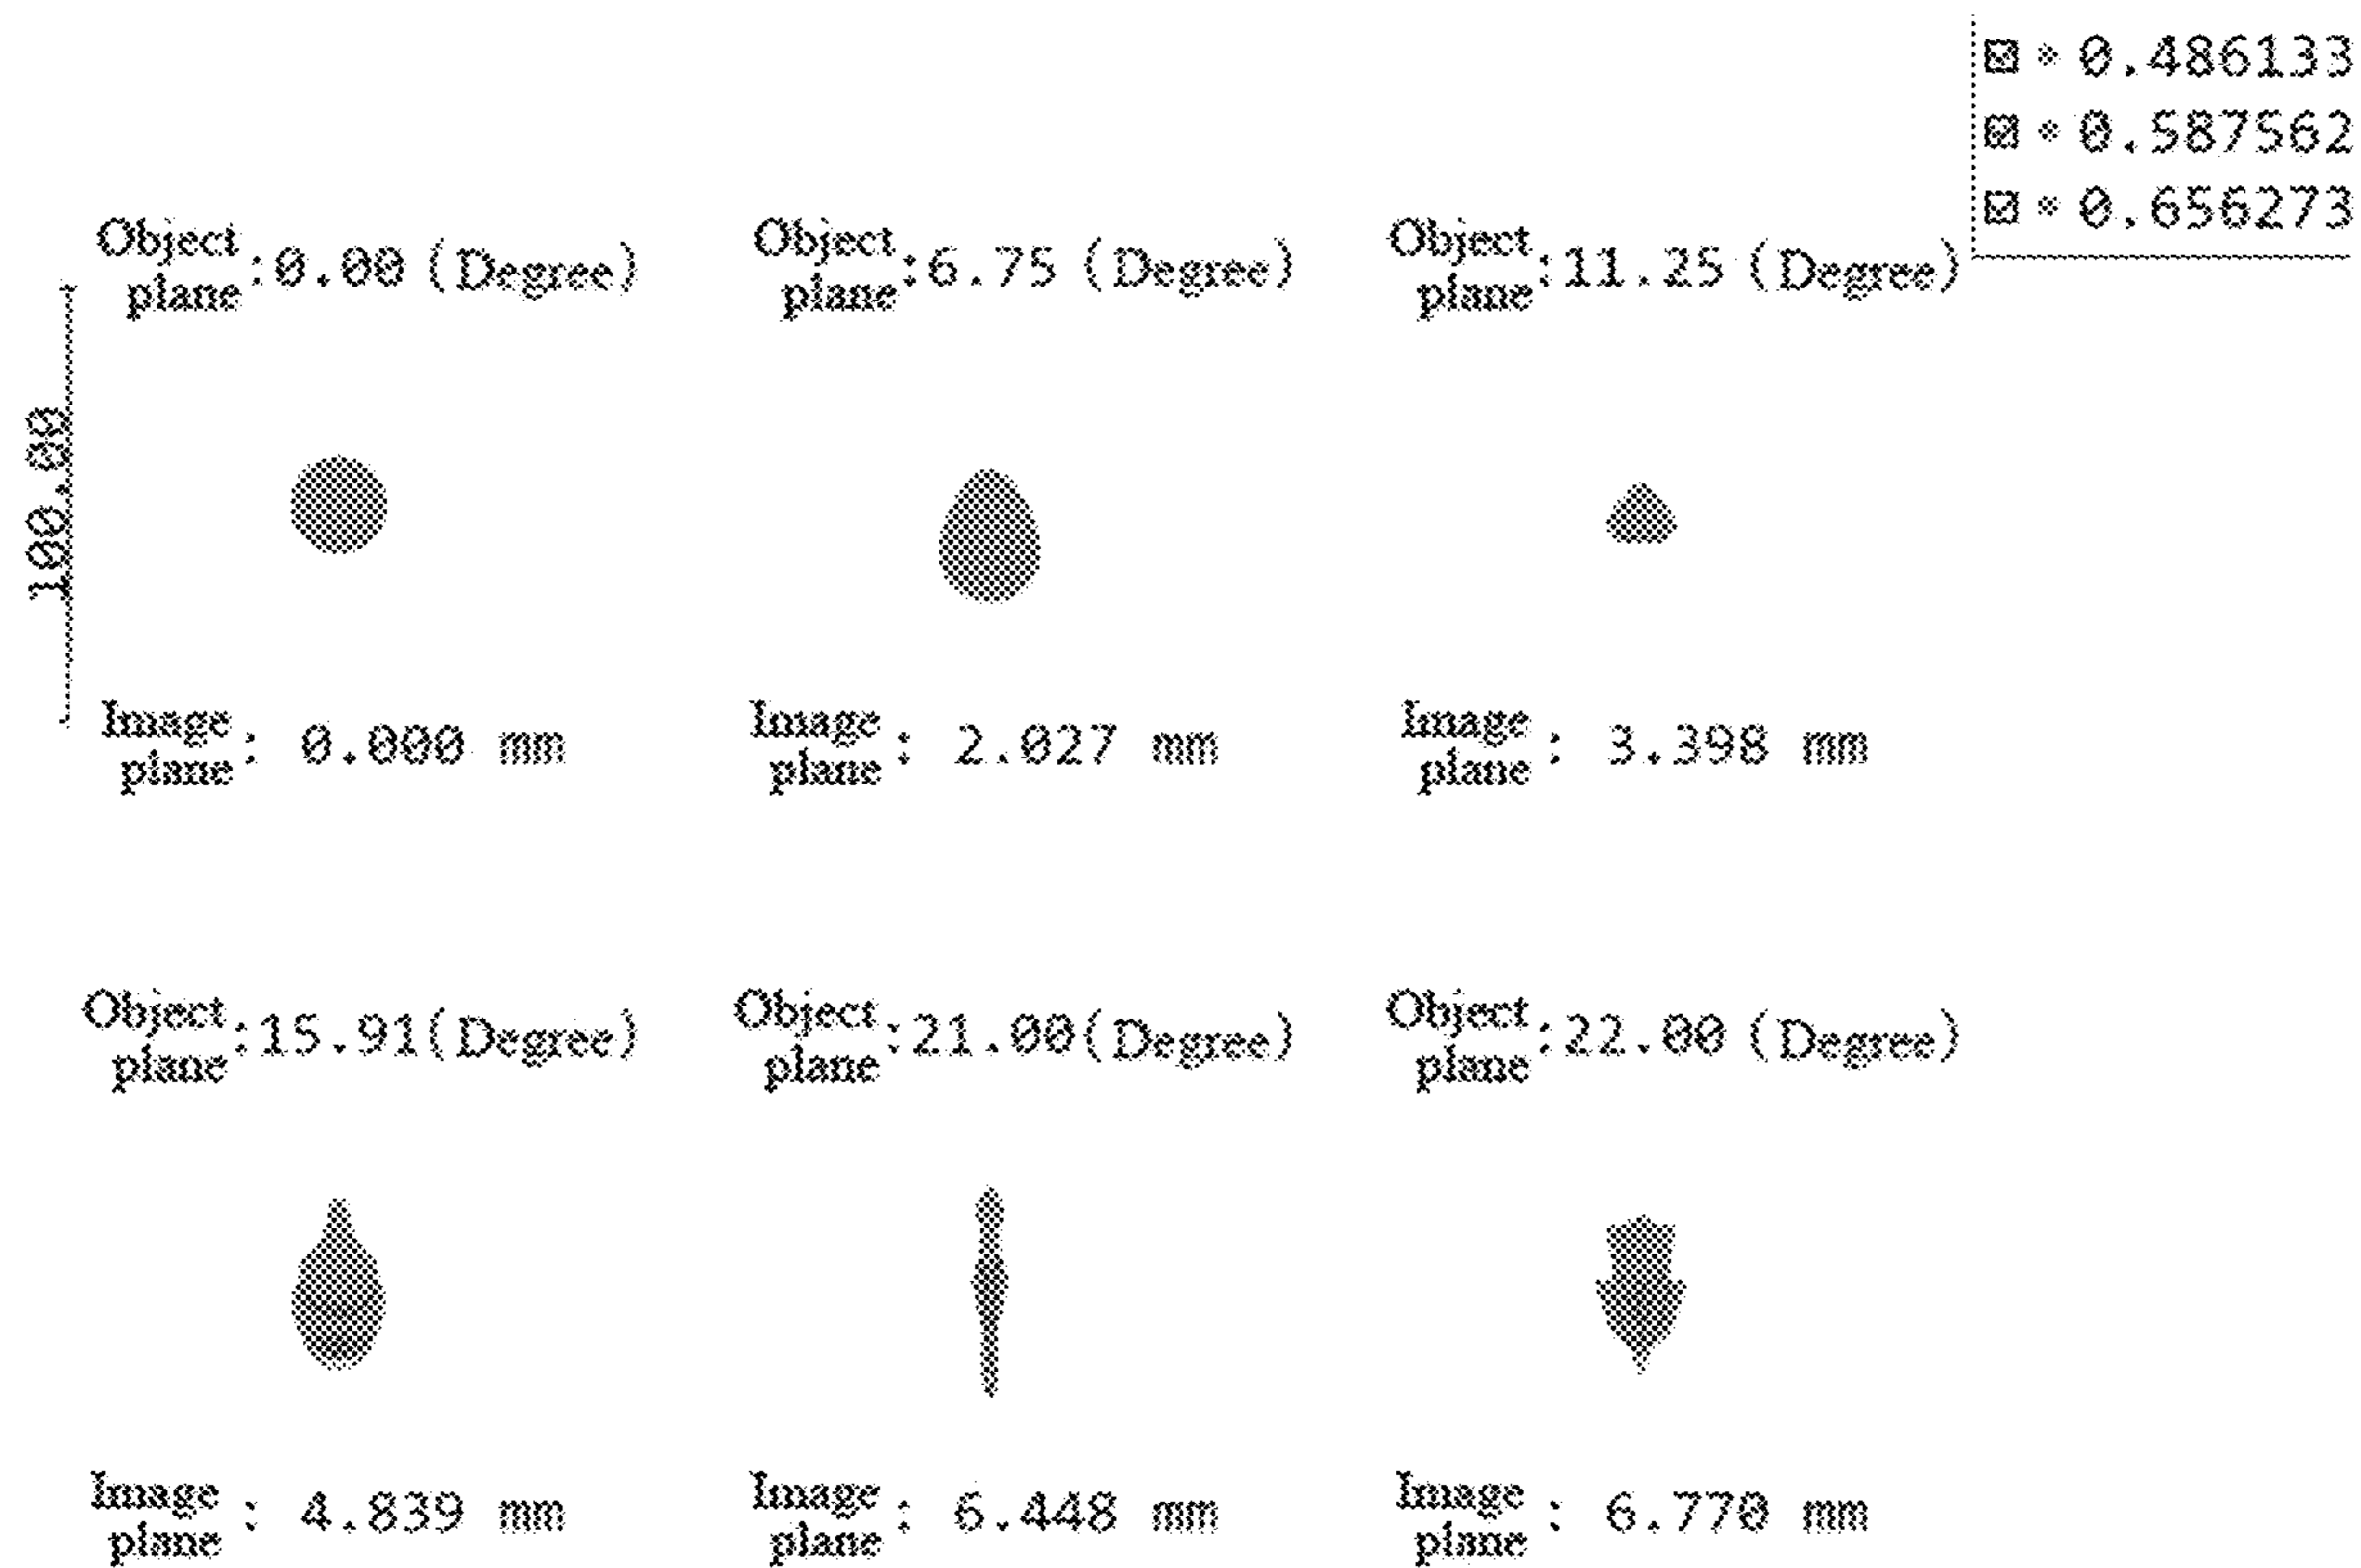 0.486133
0.587562
0.656273
Object plane:0.00 (Degree)
Object plane:6.75 (Degree)
Object plane:11.25 (Degree)
100.00
Image plane: 0.000 mm
Image plane: 2.027 mm
Image plane: 3.398 mm
Object plane:15.91(Degree)
Object plane:21.00(Degree)
Object plane:22.00 (Degree)
Image plane: 4.839 mm
Image plane: 6.448 mm
Image plane: 6.770 mm